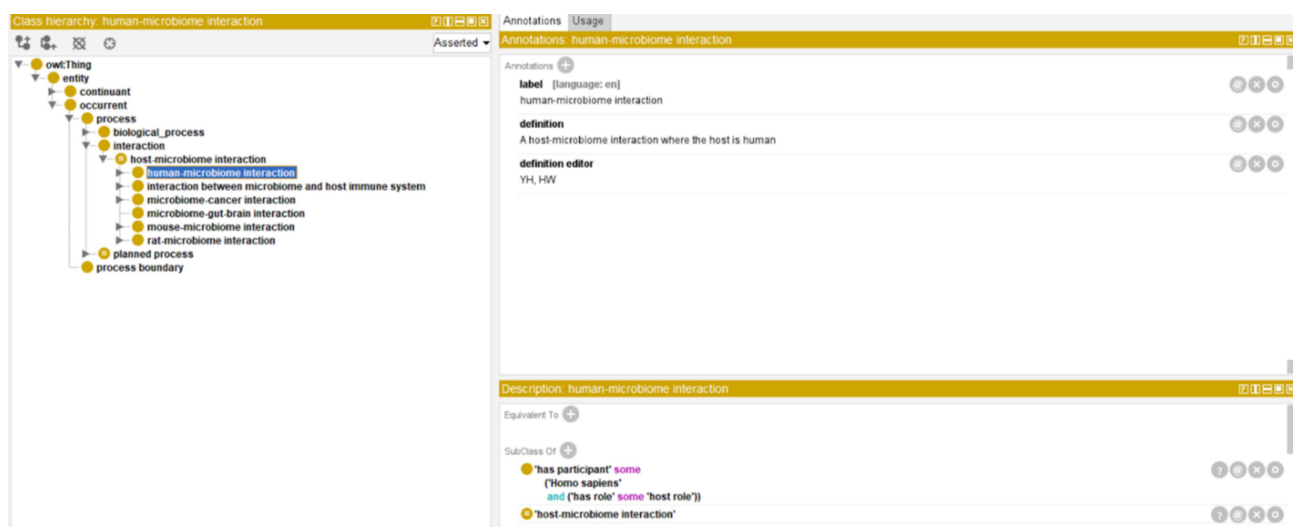 Class hierarchy: human-microbiome interaction
Asserted
owl:Thing
entity
continuant
occurrent
process
biological_process
interaction
host-microbiome interaction
human-microbiome interaction
interaction between microbiome and host immune system
microbiome-cancer interaction
microbiome-gut-brain interaction
mouse-microbiome interaction
rat-microbiome interaction
planned process
process boundary
Annotations Usage
Annotations: human-microbiome interaction
Annotations
label [language: en]
human-microbiome interaction
definition
A host-microbiome interaction where the host is human
definition editor
YH, HW
Description: human-microbiome interaction
Equivalent To
SubClass Of
'has participant' some
('Homo sapiens'
and ('has role' some 'host role'))
'host-microbiome interaction'